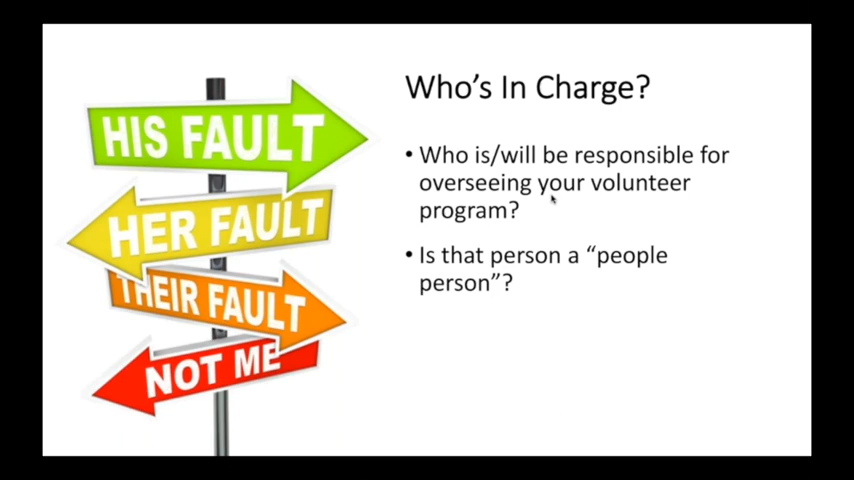 HIS FAULT
HER FAULT
THEIR FAULT
NOT ME
Who's In Charge?
• Who is/will be responsible for
overseeing your volunteer
program?
• Is that person a “people
person”?